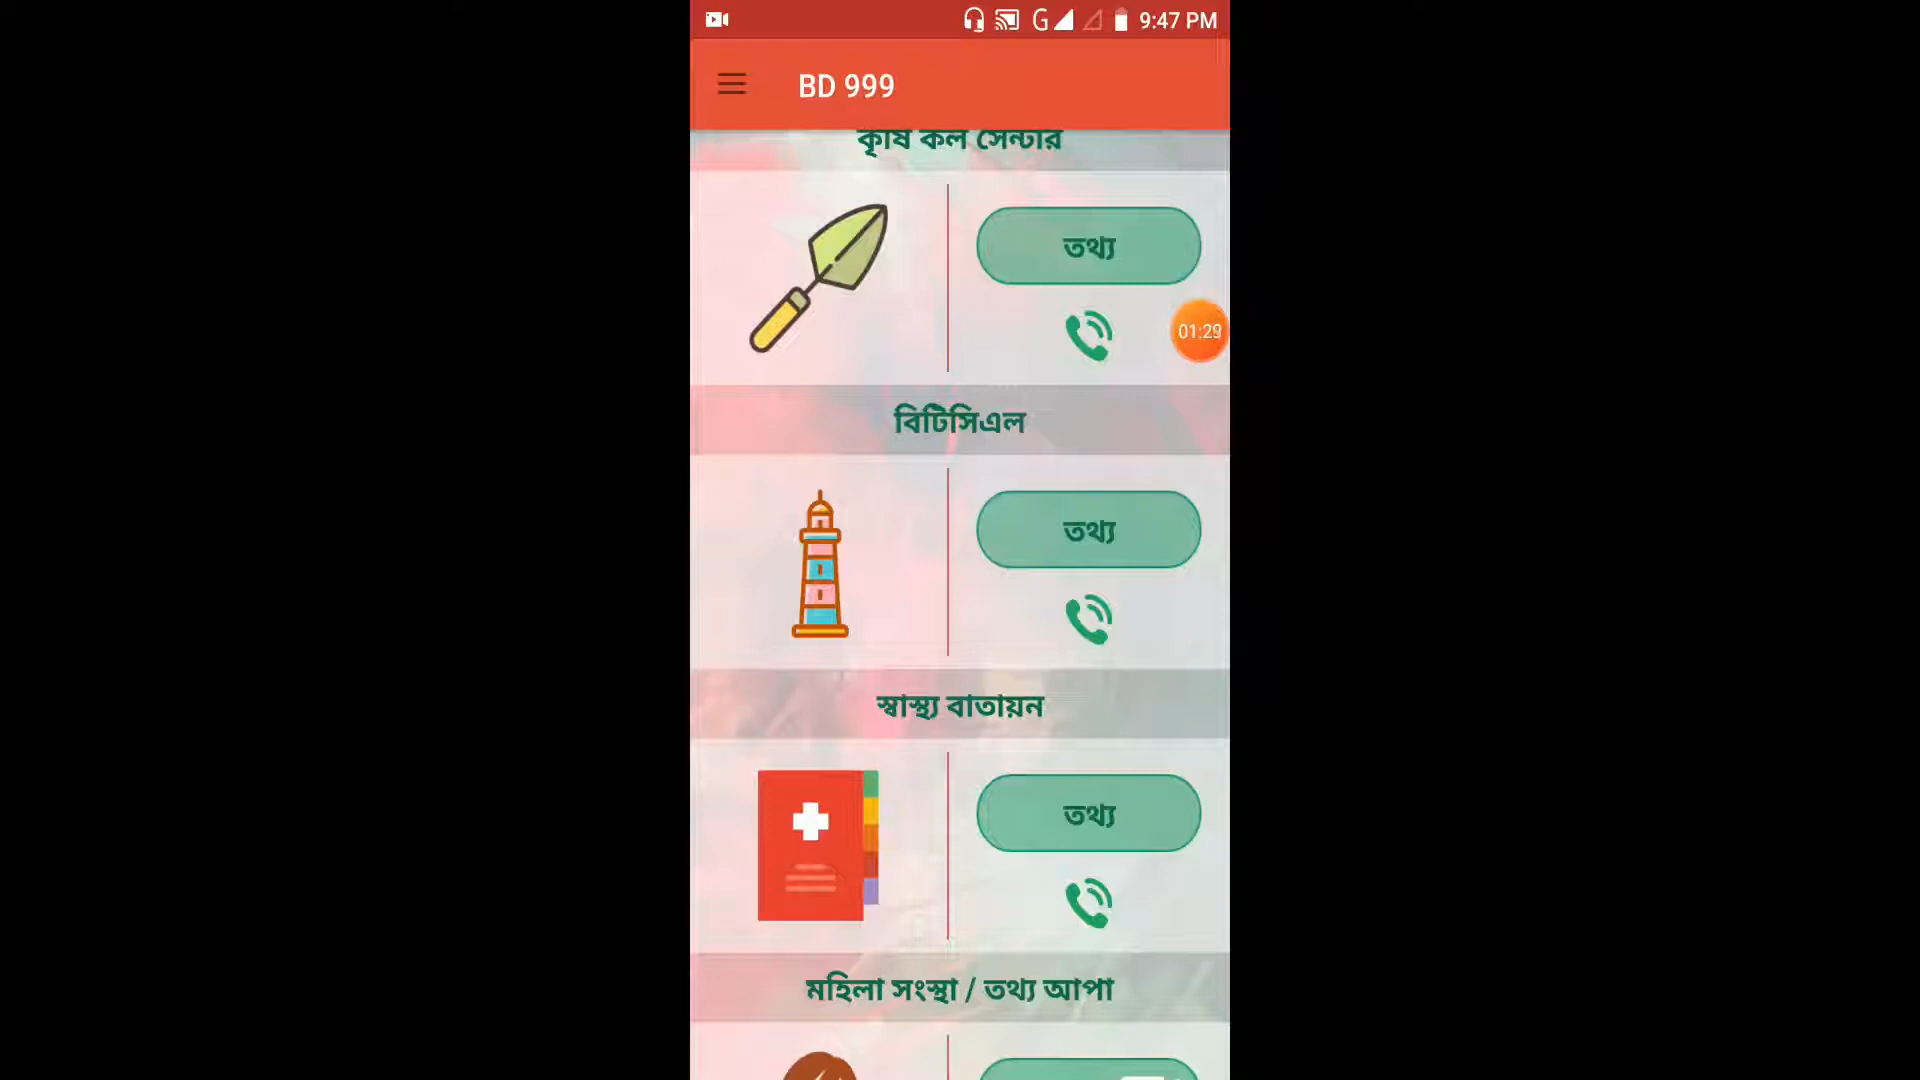 G 9:47 PM
BD 999
কৃষি কল সেন্টার
তথ্য
01:29
বিটিসিএল
তথ্য
স্বাস্থ্য বাতায়ন
তথ্য
মহিলা সংস্থা / তথ্য আপা